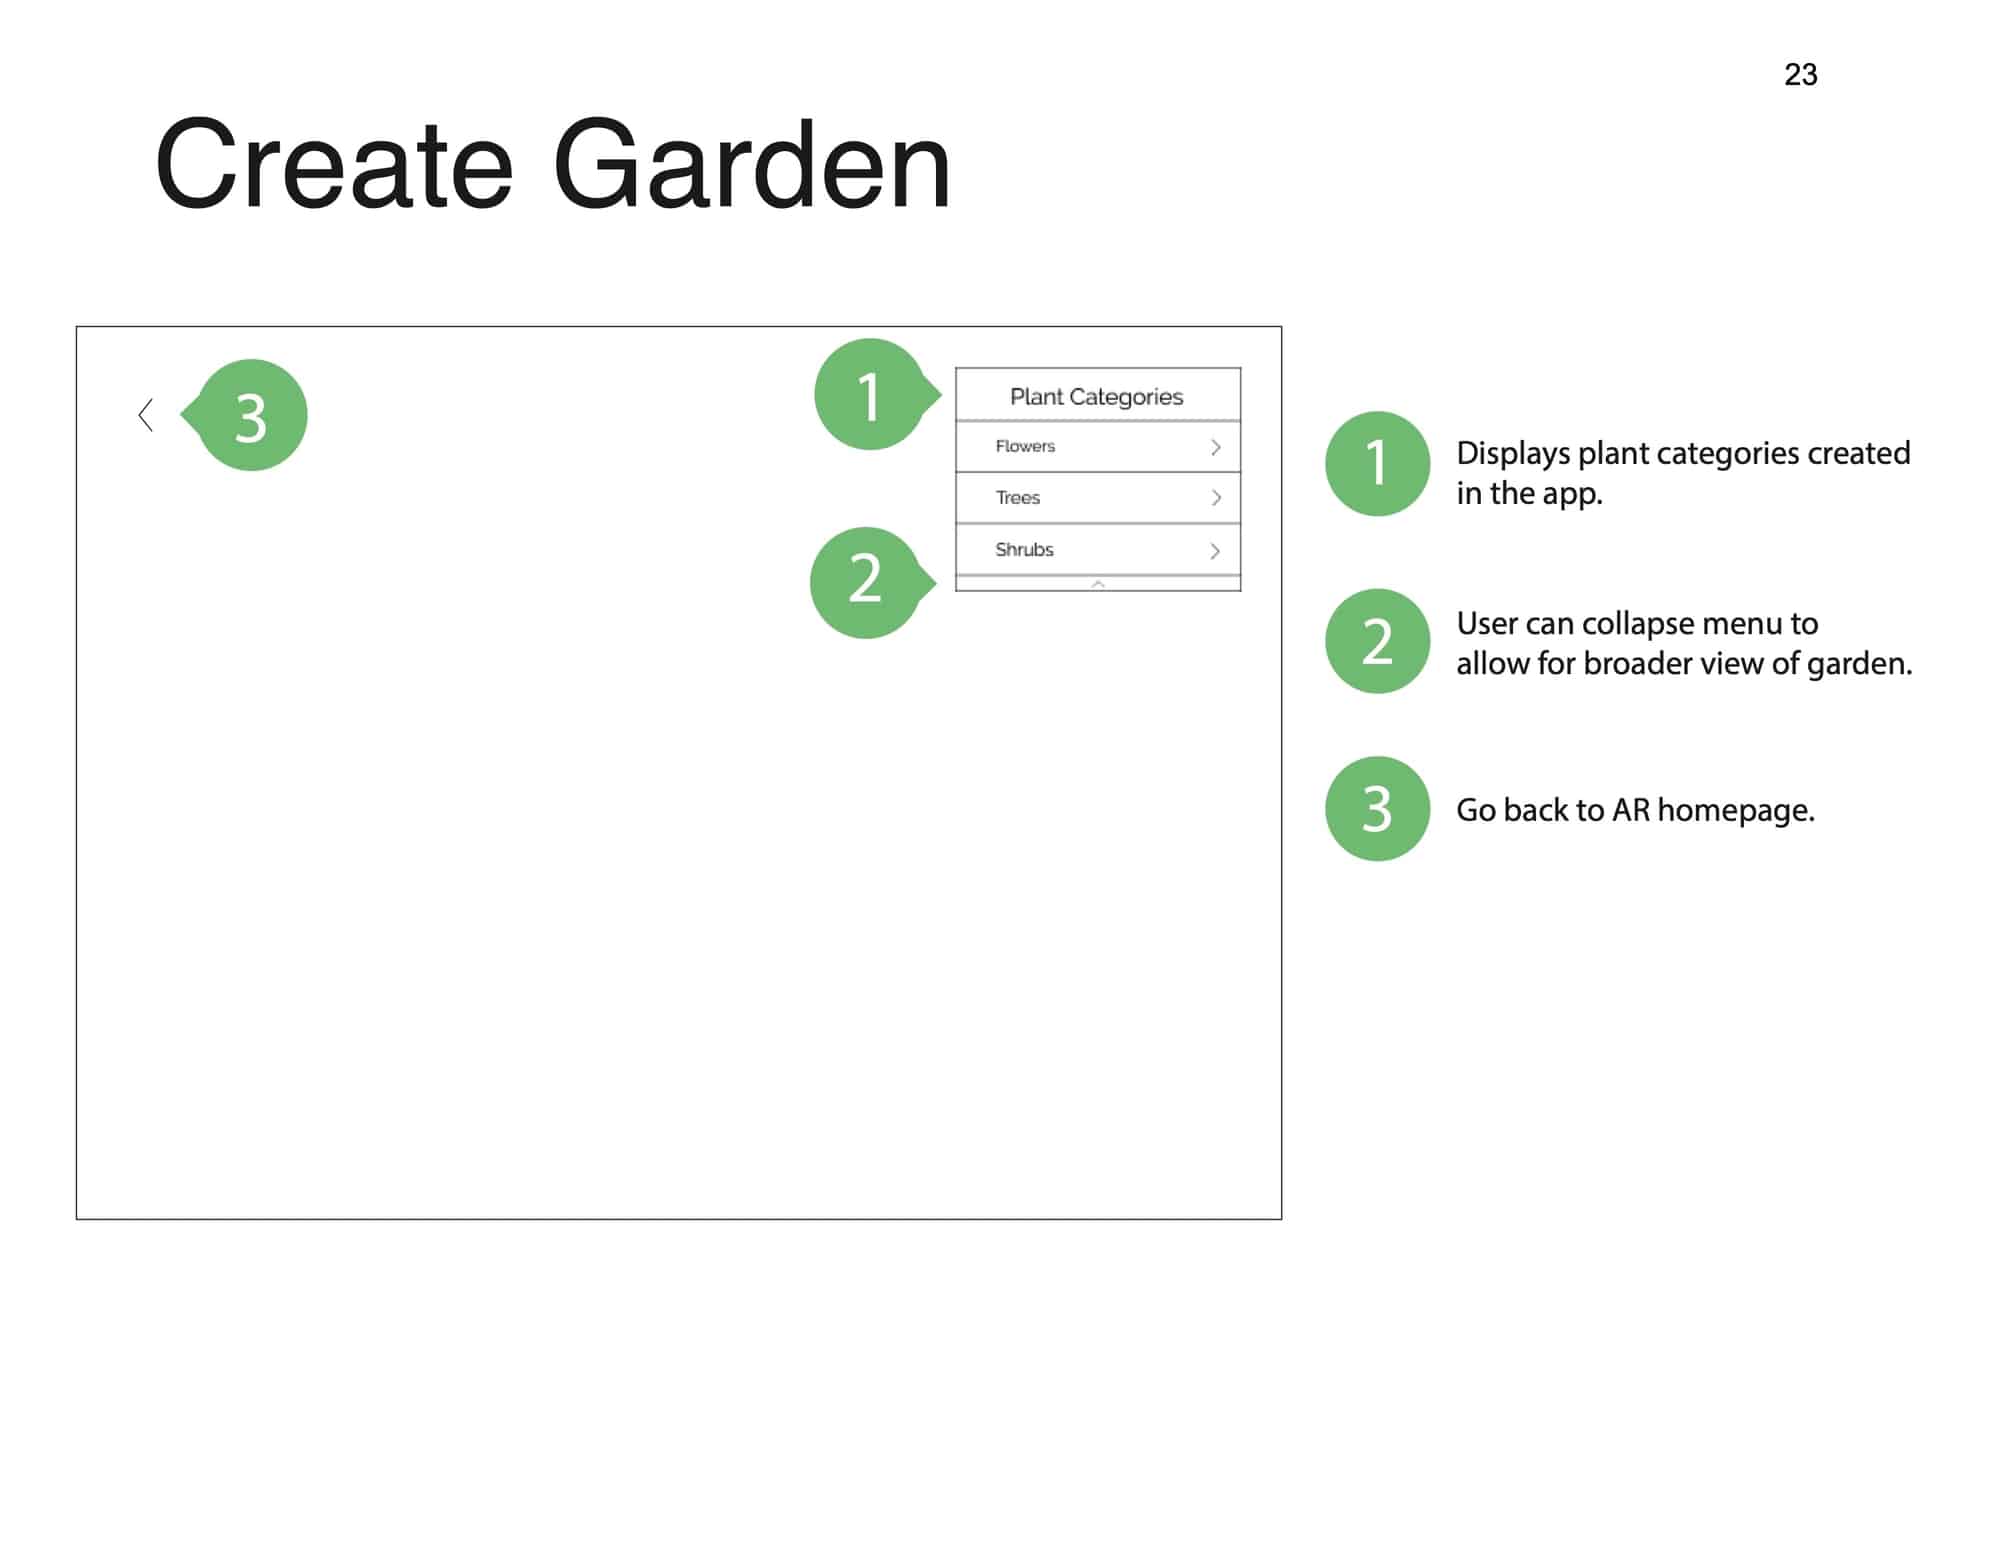 23
Create Garden
3
1
Plant Categories
Flowers
Trees
2
Shrubs
1
Displays plant categories created
in the app.
2
User can collapse menu to
allow for broader view of garden.
3
Go back to AR homepage.